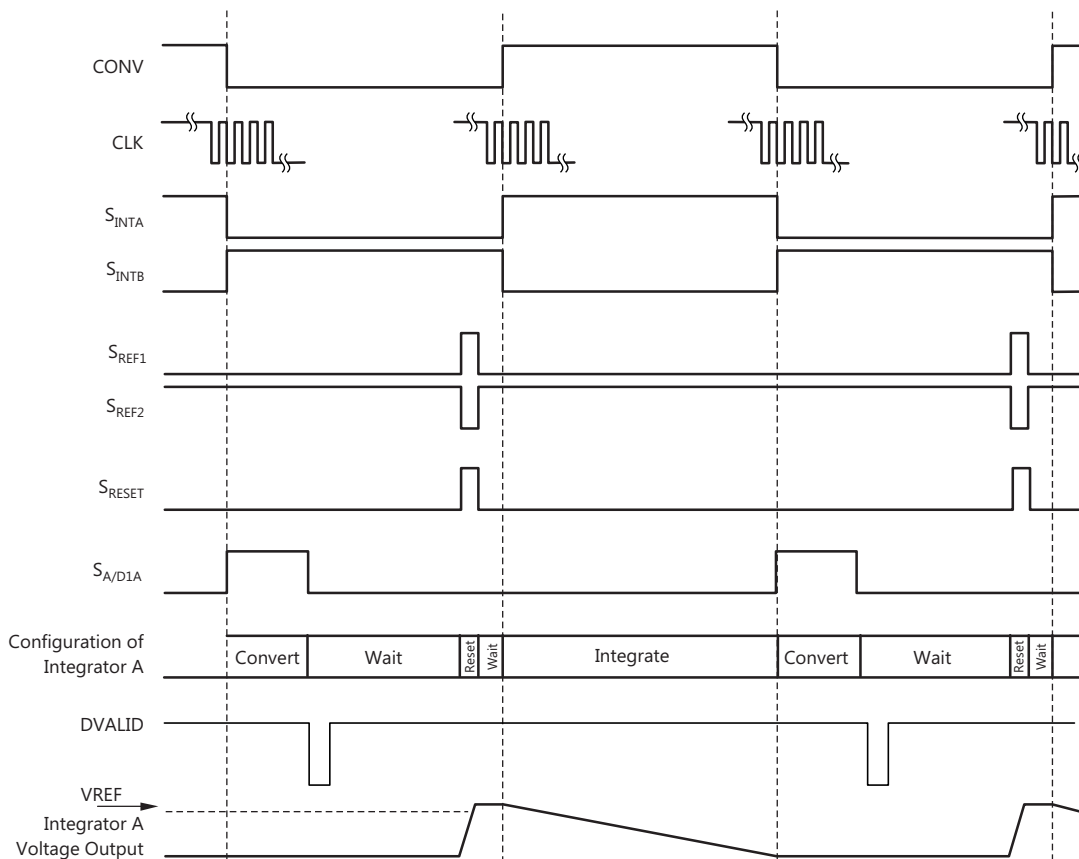 CONV
CLK
SINTA
SINTB
SREF1
SREF2
SRESET
SA/D1A
Configuration of
Integrator A
Convert
Wait
Reset
Wait
Integrate
Convert
Wait
Reset
Wait
DVALID
VREF
Integrator A
Voltage Output